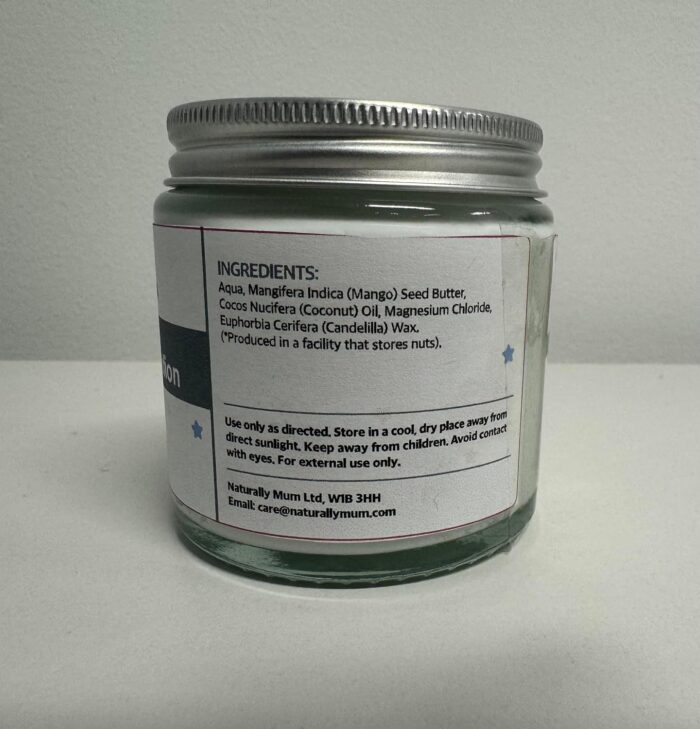 INGREDIENTS:
Aqua, Mangifera Indica (Mango) Seed Butter,
Cocos Nucifera (Coconut) Oil, Magnesium Chloride,
Euphorbia Cerifera (Candelilla) Wax.
(*Produced in a facility that stores nuts).
Use only as directed. Store in a cool, dry place away from
direct sunlight. Keep away from children. Avoid contact
with eyes. For external use only.
Naturally Mum Ltd, W1B 3HH
Email: care@naturallymum.com